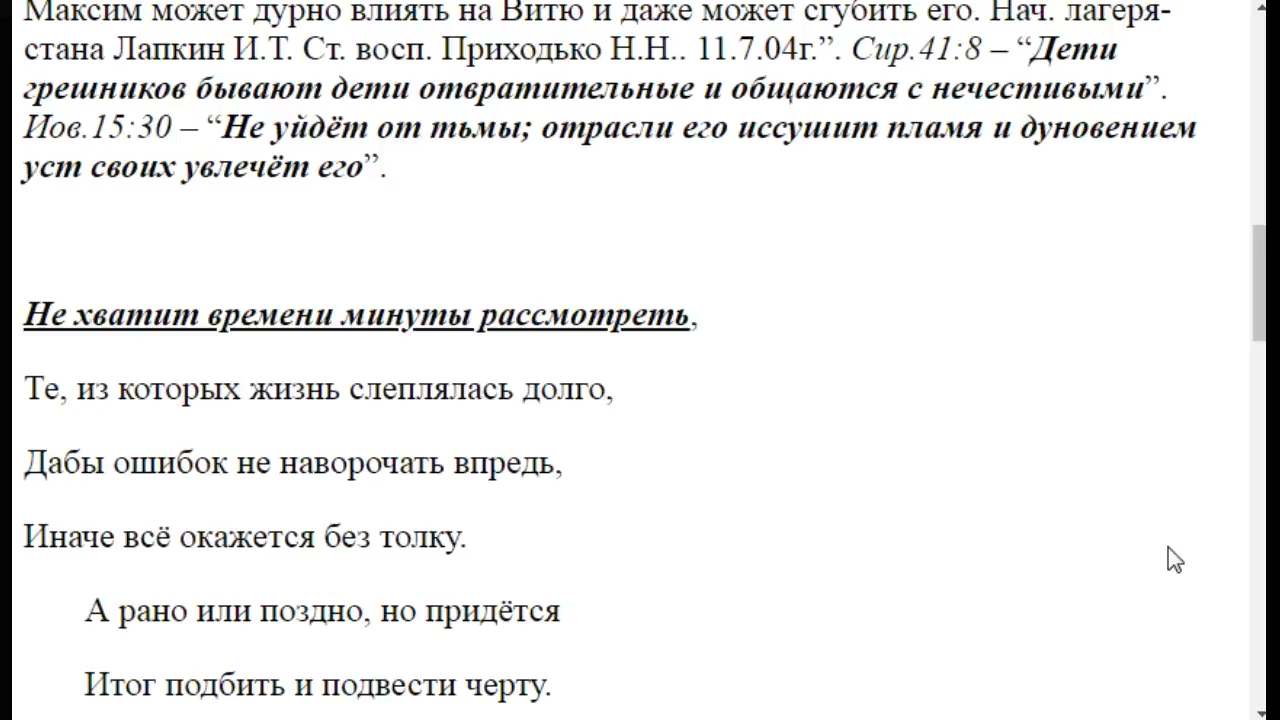 Максим может дурно влиять на Витю и даже может сгубить его. Нач. лагеря-
стана Лапкин И.Т. Ст. восп. Приходько Н.Н.. 11.7.04г.”. Сир.41:8 – “Дети
грешников бывают дети отвратительные и общаются с нечестивыми”.
Иов.15:30 – “Не уйдёт от тьмы; отрасли его иссушит пламя и дуновением
уст своих увлечёт его”.
Не хватит времени минуты рассмотреть,
Те, из которых жизнь слеплялась долго,
Дабы ошибок не наворочать впредь,
Иначе всё окажется без толку.
А рано или поздно, но придётся
Итог подбить и подвести черту.